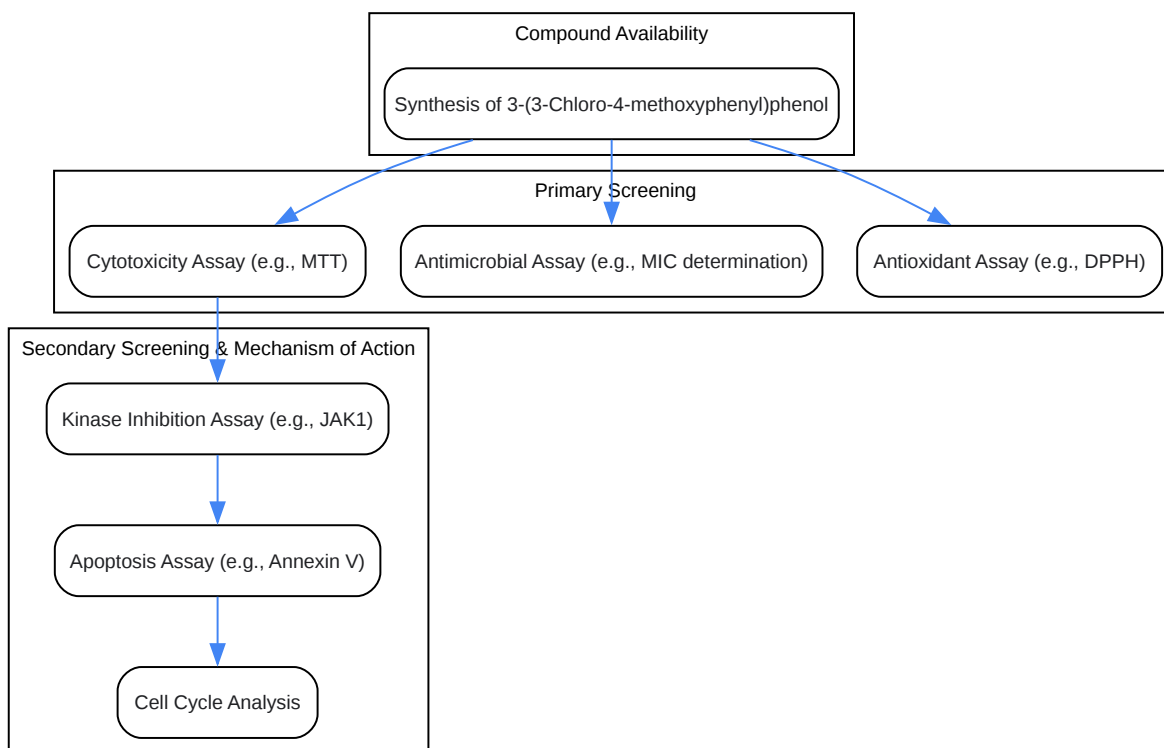 Compound Availability
Synthesis of 3-(3-Chloro-4-methoxyphenyl)phenol
Primary Screening
Cytotoxicity Assay (e.g., MTT)
Antimicrobial Assay (e.g., MIC determination)
Antioxidant Assay (e.g., DPPH)
Secondary Screening & Mechanism of Action
Kinase Inhibition Assay (e.g., JAK1)
Apoptosis Assay (e.g., Annexin V)
Cell Cycle Analysis